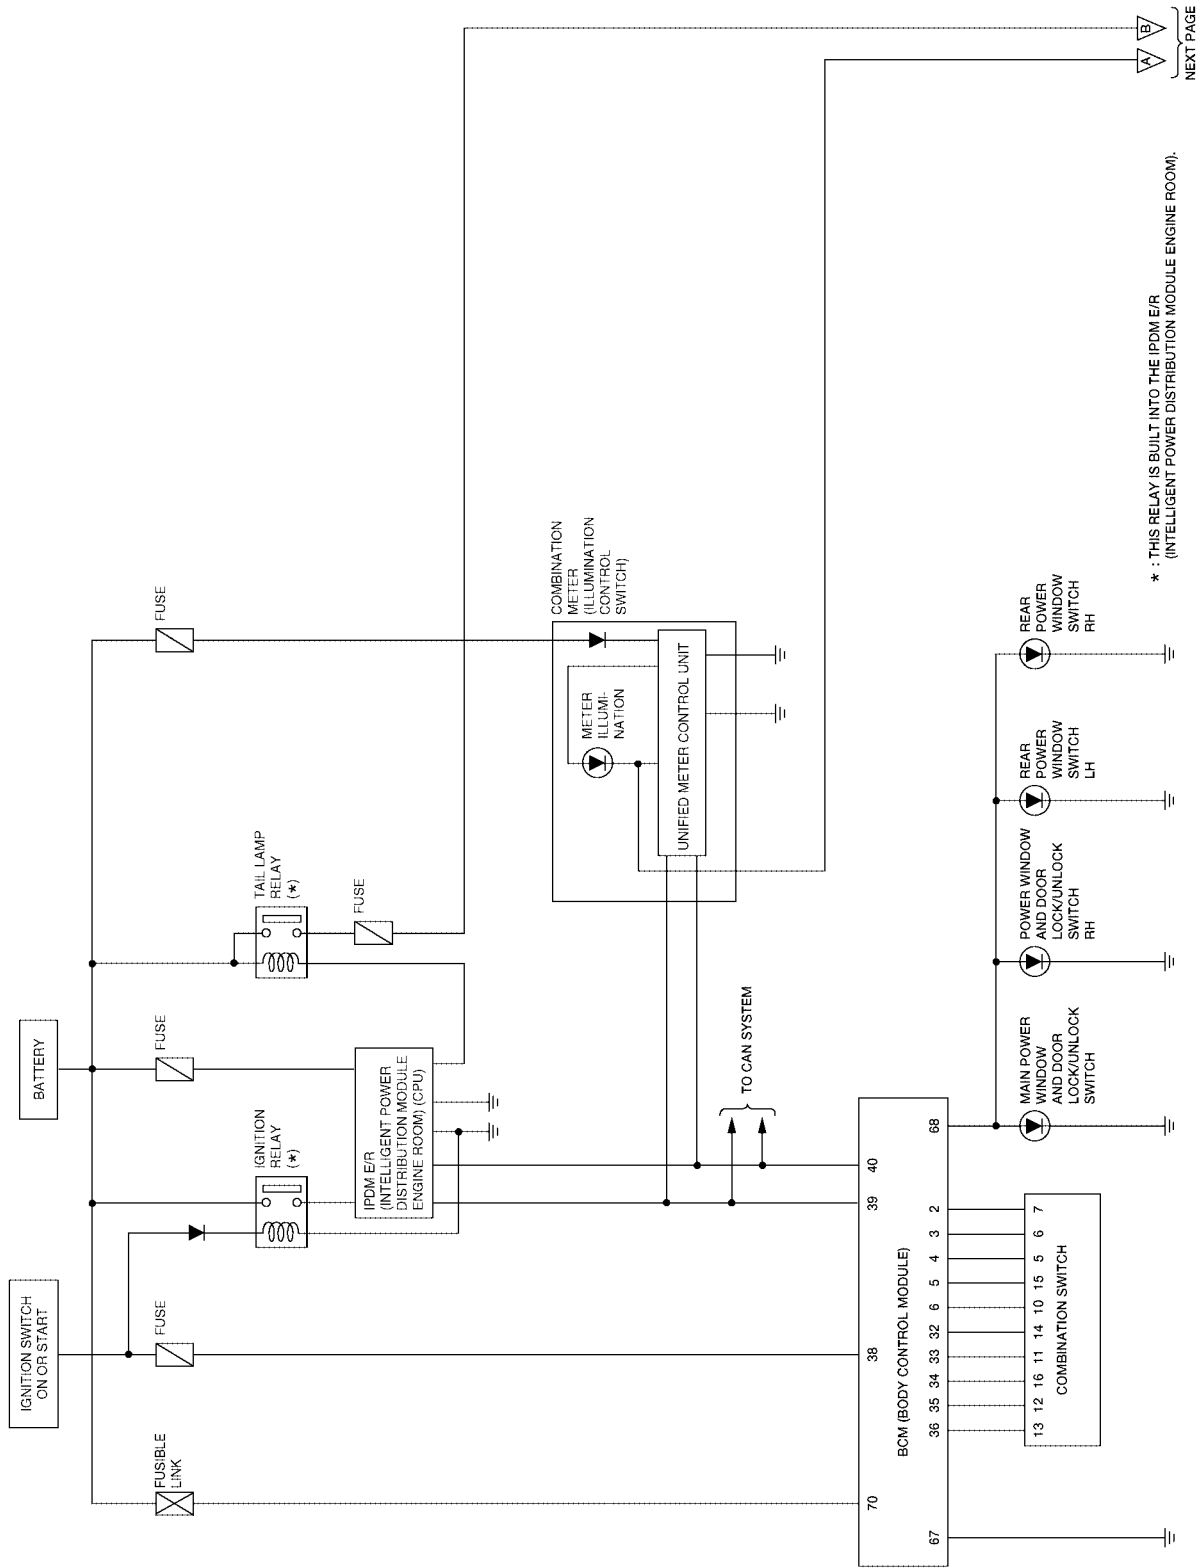 BATTERY
IGNITION SWITCH
ON OR START
FUSIBLE
LINK
FUSE
IGNITION
RELAY
(*)
FUSE
TAIL LAMP
RELAY
(*)
FUSE
FUSE
IPDM E/R
(INTELLIGENT POWER
DISTRIBUTION MODULE
ENGINE ROOM) (CPU)
COMBINATION
METER
(ILLUMINATION
CONTROL
SWITCH)
METER
ILLUMI-
NATION
UNIFIED METER CONTROL UNIT
TO CAN SYSTEM
70 38 39 40
BCM (BODY CONTROL MODULE)
67 36 35 34 33 32 6 5 4 3 2 68
13 12 16 11 14 10 15 5 6 7
COMBINATION SWITCH
MAIN POWER
WINDOW
AND DOOR
LOCK/UNLOCK
SWITCH
POWER WINDOW
AND DOOR
LOCK/UNLOCK
SWITCH
RH
REAR
POWER
WINDOW
SWITCH
LH
REAR
POWER
WINDOW
SWITCH
RH
B
A
NEXT PAGE
* : THIS RELAY IS BUILT INTO THE IPDM E/R
(INTELLIGENT POWER DISTRIBUTION MODULE ENGINE ROOM).